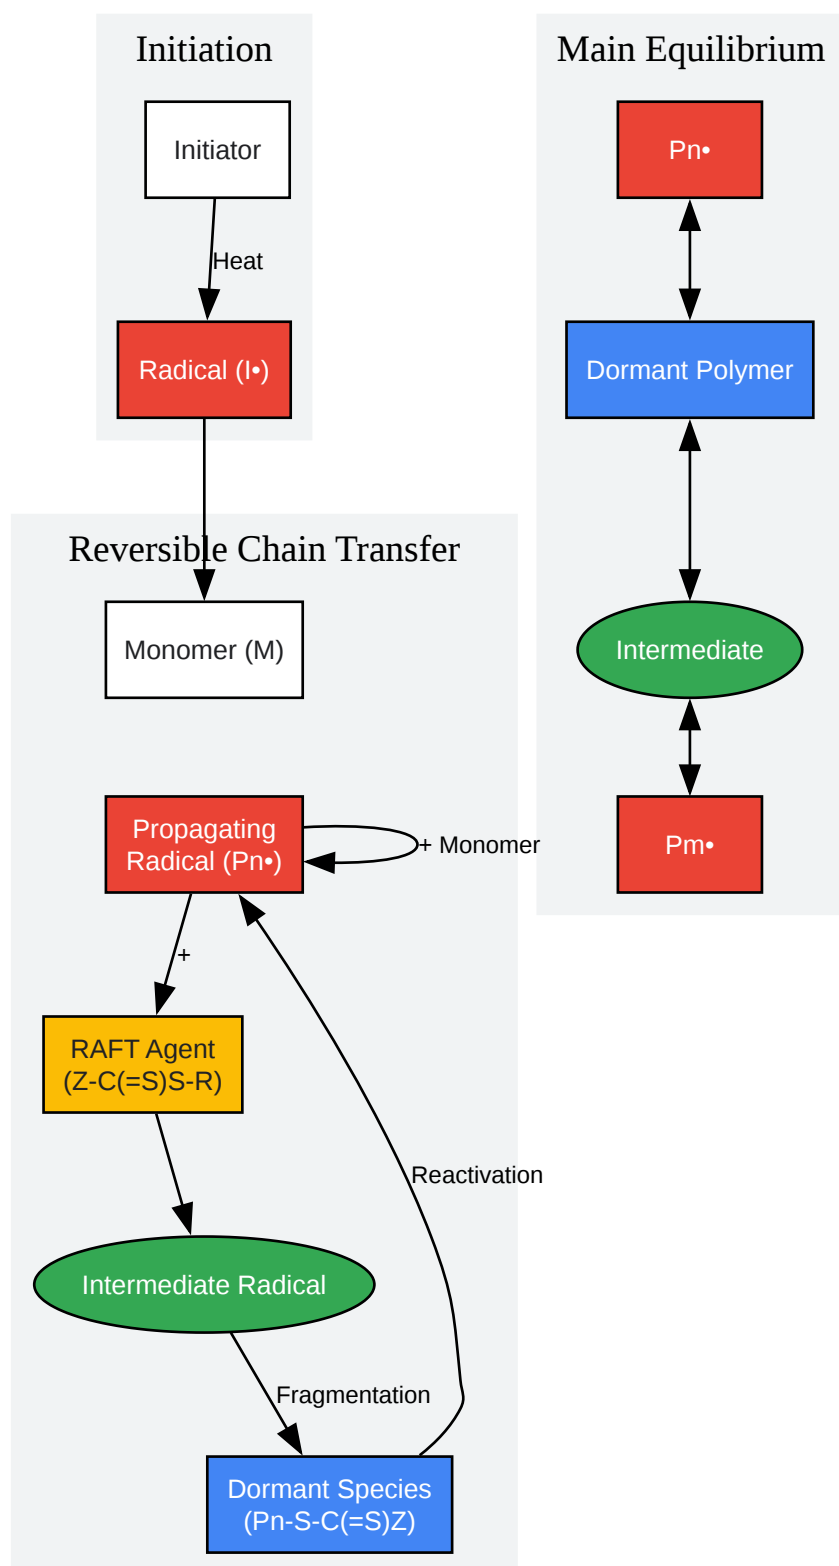 Initiation
Initiator
Heat
Radical (I•)
Reversible Chain Transfer
Monomer (M)
Propagating
Radical (Pn•)
+ Monomer
+
RAFT Agent
(Z-C(=S)S-R)
Reactivation
Intermediate Radical
Fragmentation
Dormant Species
(Pn-S-C(=S)Z)
Main Equilibrium
Pn•
Dormant Polymer
Intermediate
Pm•